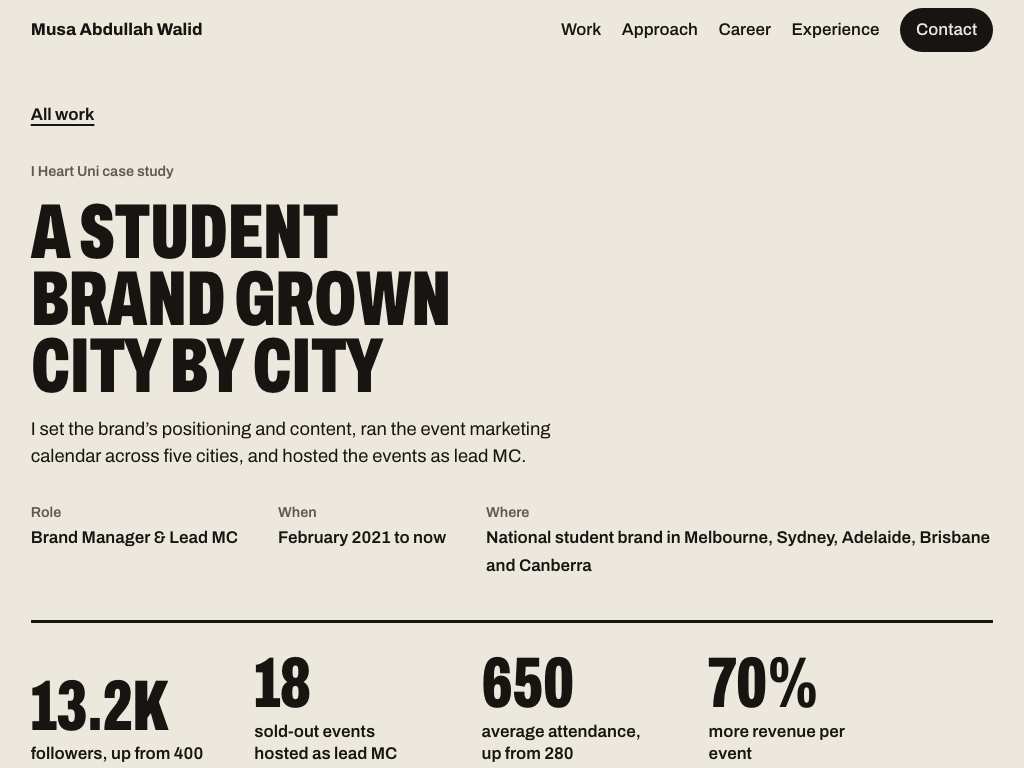 Musa Abdullah Walid
Work
Approach
Career
Experience
Contact
All work
I Heart Uni case study
A STUDENT
BRAND GROWN
CITY BY CITY
I set the brand’s positioning and content, ran the event marketing
calendar across five cities, and hosted the events as lead MC.
Role
Brand Manager & Lead MC
When
February 2021 to now
Where
National student brand in Melbourne, Sydney, Adelaide, Brisbane
and Canberra
13.2K
followers, up from 400
18
sold-out events
hosted as lead MC
650
average attendance,
up from 280
70%
more revenue per
event